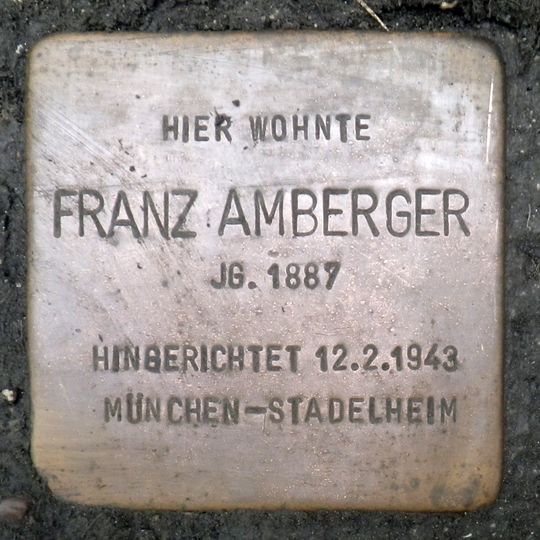 HIER WOHNTE
FRANZ AMBERGER
JG. 1887
HINGERICHTET 12.2.1943
MÜNCHEN-STADELHEIM